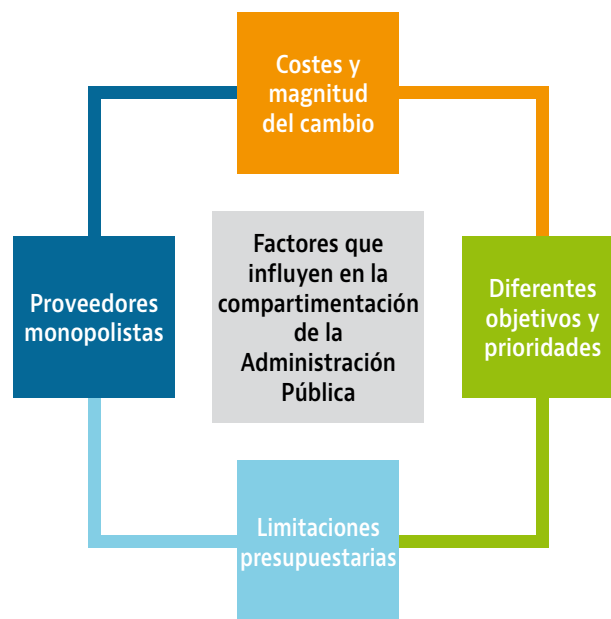 Costes y
magnitud
del cambio
Factores que
influyen en la
compartimentación
de la
Administración
Pública
Proveedores
monopolistas
Diferentes
objetivos y
prioridades
Limitaciones
presupuestarias